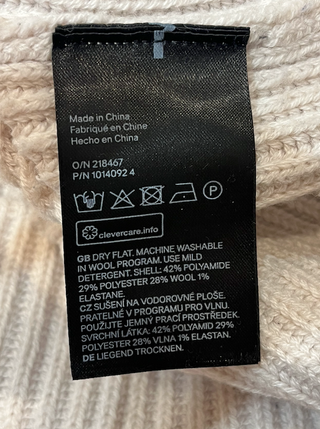 Made in China
Fabriqué en Chine
Hecho en China
O/N 218467
P/N 1014092 4
P
clevercare.info
GB DRY FLAT. MACHINE WASHABLE
IN WOOL PROGRAM. USE MILD
DETERGENT. SHELL: 42% POLYAMIDE
29% POLYESTER 28% WOOL 1%
ELASTANE.
CZ SUŠENÍ NA VODOROVNÉ PLOŠE.
PRATELNÉ V PROGRAMU PRO VLNU.
POUŽIJTE JEMNÝ PRACÍ PROSTŘEDEK.
SVRCHNÍ LÁTKA: 42% POLYAMID 29%
POLYESTER 28% VLNA 1% ELASTAN.
DE LIEGEND TROCKNEN.